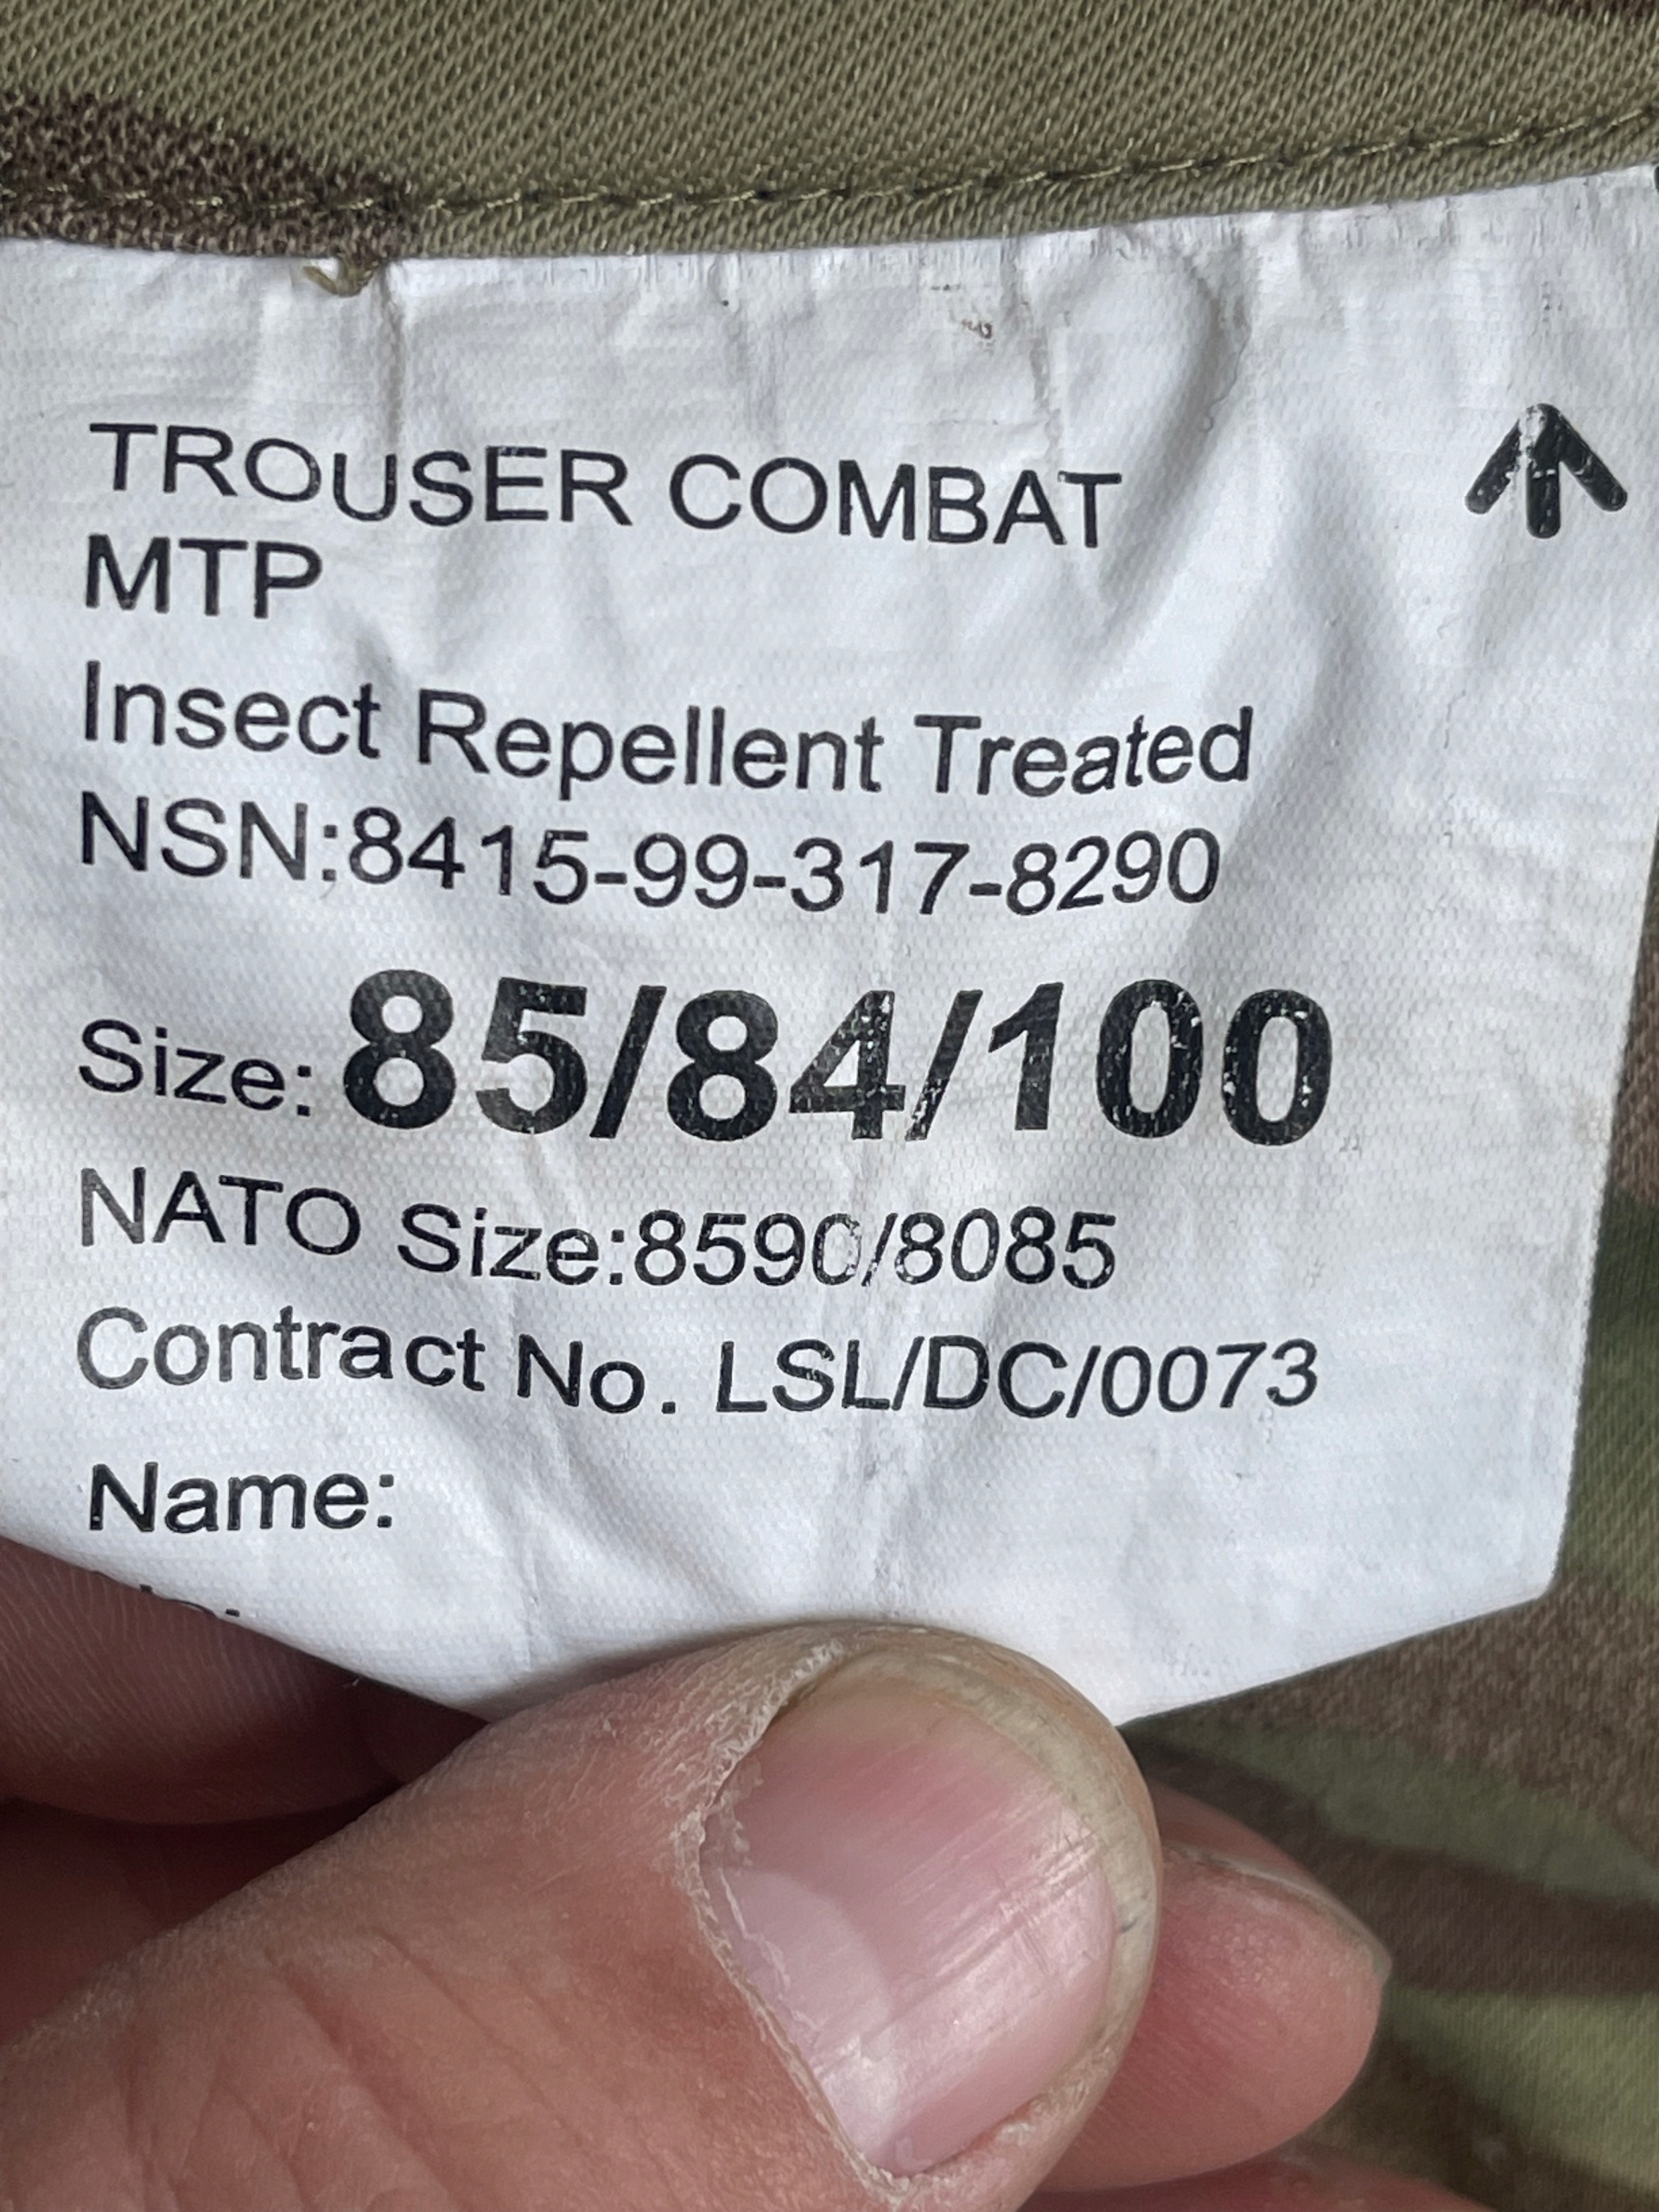 TROUSER COMBAT
MTP
Insect Repellent Treated
NSN:8415-99-317-8290
Size: 85/84/100
NATO Size:8590/8085
Contract No. LSL/DC/0073
Name: